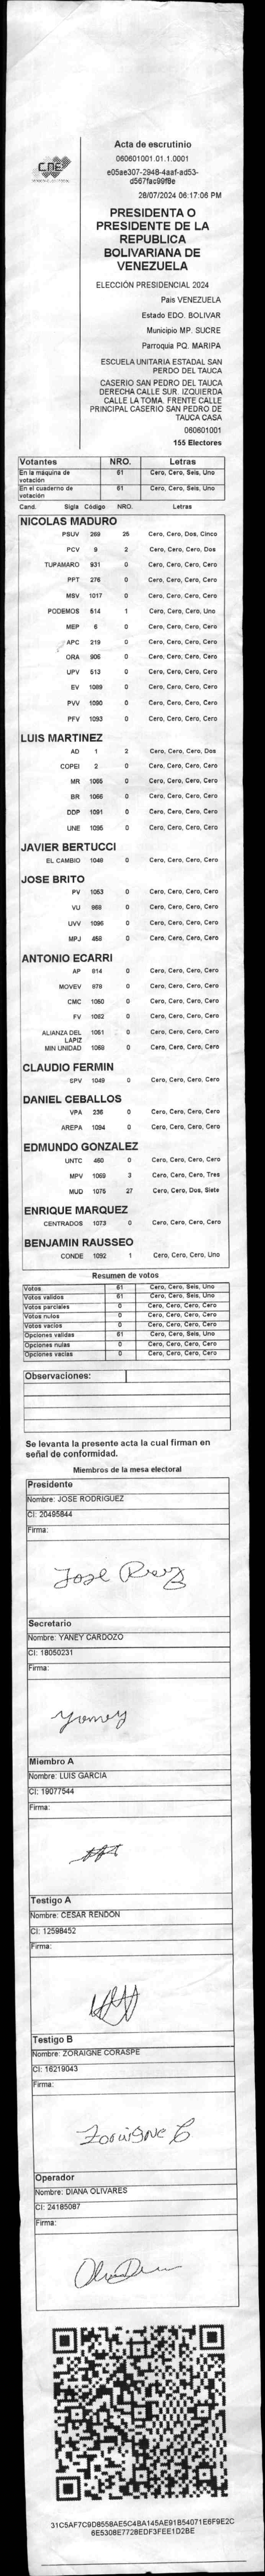 CNE
Acta de escrutinio
060601001.01.1.0001
e05ae307-2948-4aaf-ad53-
d567fac99f8e
28/07/2024 06:17:06 PM
PRESIDENTA O
PRESIDENTE DE LA
REPUBLICA
BOLIVARIANA DE
VENEZUELA
ELECCIÓN PRESIDENCIAL 2024
Pais VENEZUELA
Estado EDO. BOLIVAR
Municipio MP. SUCRE
Parroquia PQ. MARIPA
ESCUELA UNITARIA ESTADAL SAN
PERDO DEL TAUCA
CASERIO SAN PEDRO DEL TAUCA
DERECHA CALLE SUR. IZQUIERDA
CALLE LA TOMA. FRENTE CALLE
PRINCIPAL CASERIO SAN PEDRO DE
TAUCA CASA
060601001
155 Electores
Votantes NRO. Letras
En la máquina de votación 61 Cero, Cero, Seis, Uno
En el cuaderno de votación 61 Cero, Cero, Seis, Uno
Cand. Sigla Código NRO. Letras
NICOLAS MADURO
PSUV 269 25 Cero, Cero, Dos, Cinco
PCV 9 2 Cero, Cero, Cero, Dos
TUPAMARO 931 0 Cero, Cero, Cero, Cero
PPT 276 0 Cero, Cero, Cero, Cero
MSV 1017 0 Cero, Cero, Cero, Cero
PODEMOS 514 1 Cero, Cero, Cero, Uno
MEP 6 0 Cero, Cero, Cero, Cero
APC 219 0 Cero, Cero, Cero, Cero
ORA 906 0 Cero, Cero, Cero, Cero
UPV 513 0 Cero, Cero, Cero, Cero
EV 1089 0 Cero, Cero, Cero, Cero
PVV 1090 0 Cero, Cero, Cero, Cero
PFV 1093 0 Cero, Cero, Cero, Cero
LUIS MARTINEZ
AD 1 2 Cero, Cero, Cero, Dos
COPEI 2 0 Cero, Cero, Cero, Cero
MR 1065 0 Cero, Cero, Cero, Cero
BR 1066 0 Cero, Cero, Cero, Cero
DDP 1091 0 Cero, Cero, Cero, Cero
UNE 1095 0 Cero, Cero, Cero, Cero
JAVIER BERTUCCI
EL CAMBIO 1048 0 Cero, Cero, Cero, Cero
JOSE BRITO
PV 1053 0 Cero, Cero, Cero, Cero
VU 968 0 Cero, Cero, Cero, Cero
UVV 1096 0 Cero, Cero, Cero, Cero
MPJ 458 0 Cero, Cero, Cero, Cero
ANTONIO ECARRI
AP 914 0 Cero, Cero, Cero, Cero
MOVEV 978 0 Cero, Cero, Cero, Cero
CMC 1050 0 Cero, Cero, Cero, Cero
FV 1052 0 Cero, Cero, Cero, Cero
ALIANZA DEL LAPIZ 1051 0 Cero, Cero, Cero, Cero
MIN UNIDAD 1068 0 Cero, Cero, Cero, Cero
CLAUDIO FERMIN
SPV 1049 0 Cero, Cero, Cero, Cero
DANIEL CEBALLOS
VPA 236 0 Cero, Cero, Cero, Cero
AREPA 1094 0 Cero, Cero, Cero, Cero
EDMUNDO GONZALEZ
UNTC 460 0 Cero, Cero, Cero, Cero
MPV 1069 3 Cero, Cero, Cero, Tres
MUD 1075 27 Cero, Cero, Dos, Siete
ENRIQUE MARQUEZ
CENTRADOS 1073 0 Cero, Cero, Cero, Cero
BENJAMIN RAUSSEO
CONDE 1092 1 Cero, Cero, Cero, Uno
Resumen de votos
Votos 61 Cero, Cero, Seis, Uno
Votos validos 61 Cero, Cero, Seis, Uno
Votos parciales 0 Cero, Cero, Cero, Cero
Votos nulos 0 Cero, Cero, Cero, Cero
Votos vacios 0 Cero, Cero, Cero, Cero
Opciones validas 61 Cero, Cero, Seis, Uno
Opciones nulas 0 Cero, Cero, Cero, Cero
Opciones vacias 0 Cero, Cero, Cero, Cero
Observaciones:
Se levanta la presente acta la cual firman en
señal de conformidad.
Miembros de la mesa electoral
Presidente
Nombre: JOSE RODRIGUEZ
CI: 20495844
Firma:
Secretario
Nombre: YANEY CARDOZO
CI: 18050231
Firma:
Miembro A
Nombre: LUIS GARCIA
CI: 19077544
Firma:
Testigo A
Nombre: CESAR RENDON
CI: 12598452
Firma:
Testigo B
Nombre: ZORAIGNE CORASPE
CI: 16219043
Firma:
Zoraigne C
Operador
Nombre: DIANA OLIVARES
CI: 24185087
Firma:
31C5AF7C9D8558AE5C4BA145AE91B54071E6F9E2C
6E5308E7728EDF3FEE1D2BE